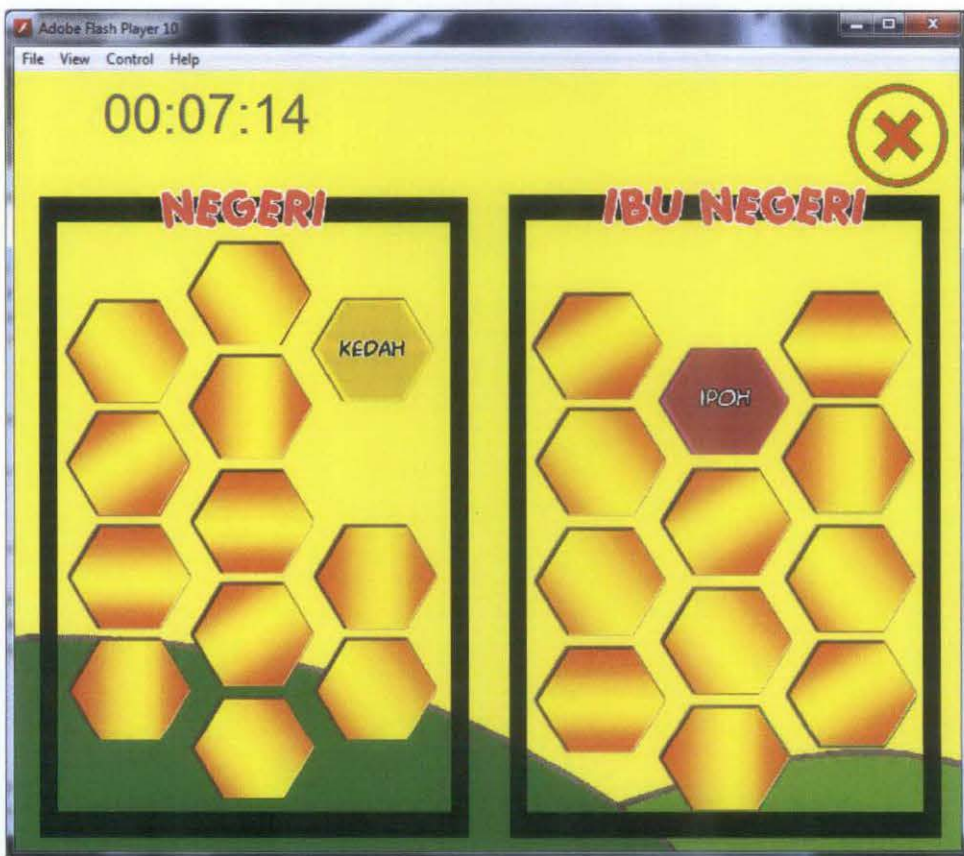 Adobe Flash Player 10
File View Control Help
00:07:14
NEGERI
IBU NEGERI
KEDAH
IPOH